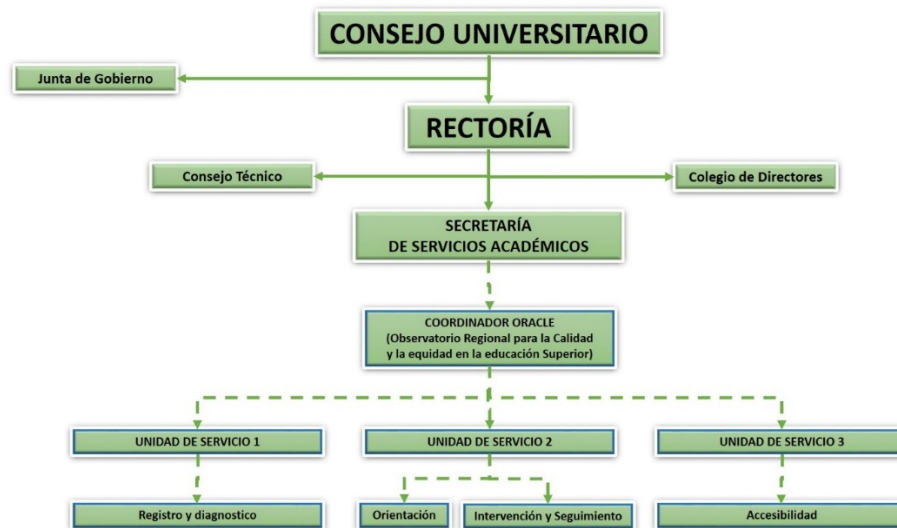 CONSEJO UNIVERSITARIO
Junta de Gobierno
RECTORÍA
Consejo Técnico
Colegio de Directores
SECRETARÍA
DE SERVICIOS ACADÉMICOS
COORDINADOR ORACLE
(Observatorio Regional para la Calidad
y la equidad en la educación Superior)
UNIDAD DE SERVICIO 1
UNIDAD DE SERVICIO 2
UNIDAD DE SERVICIO 3
Registro y diagnostico
Orientación
Intervención y Seguimiento
Accesibilidad